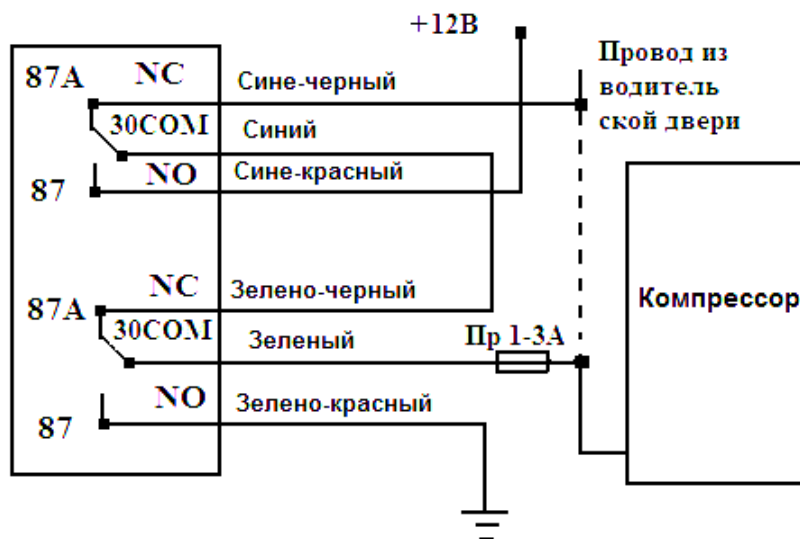 +12В
Провод из
водитель
ской двери
87A
NC
Сине-черный
30COM
Синий
87
NO
Сине-красный
87A
NC
Зелено-черный
30COM
Зеленый
Пр 1-3А
Компрессор
87
NO
Зелено-красный